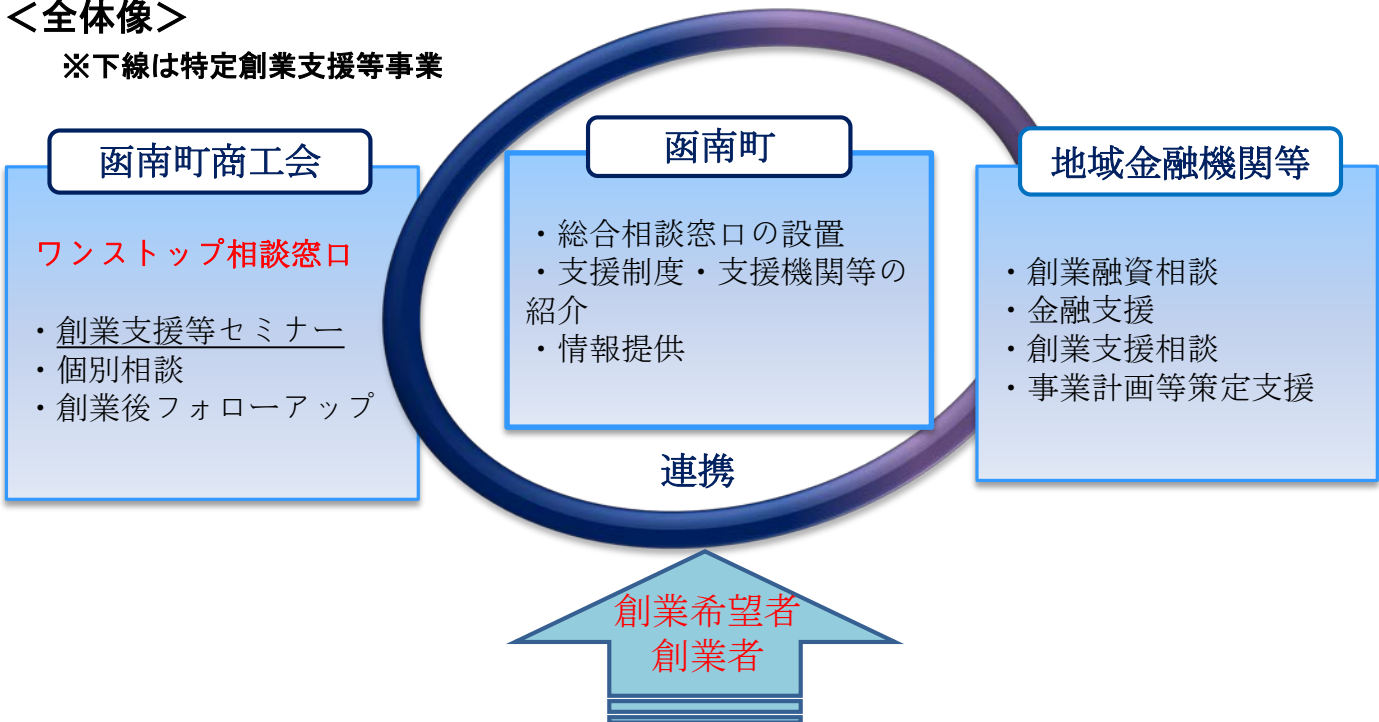 ＜全体像＞
※下線は特定創業支援等事業
函南町商工会
ワンストップ相談窓口
・創業支援等セミナー
・個別相談
・創業後フォローアップ
函南町
・総合相談窓口の設置
・支援制度・支援機関等の
紹介
・情報提供
地域金融機関等
・創業融資相談
・金融支援
・創業支援相談
・事業計画等策定支援
連携
創業希望者
創業者